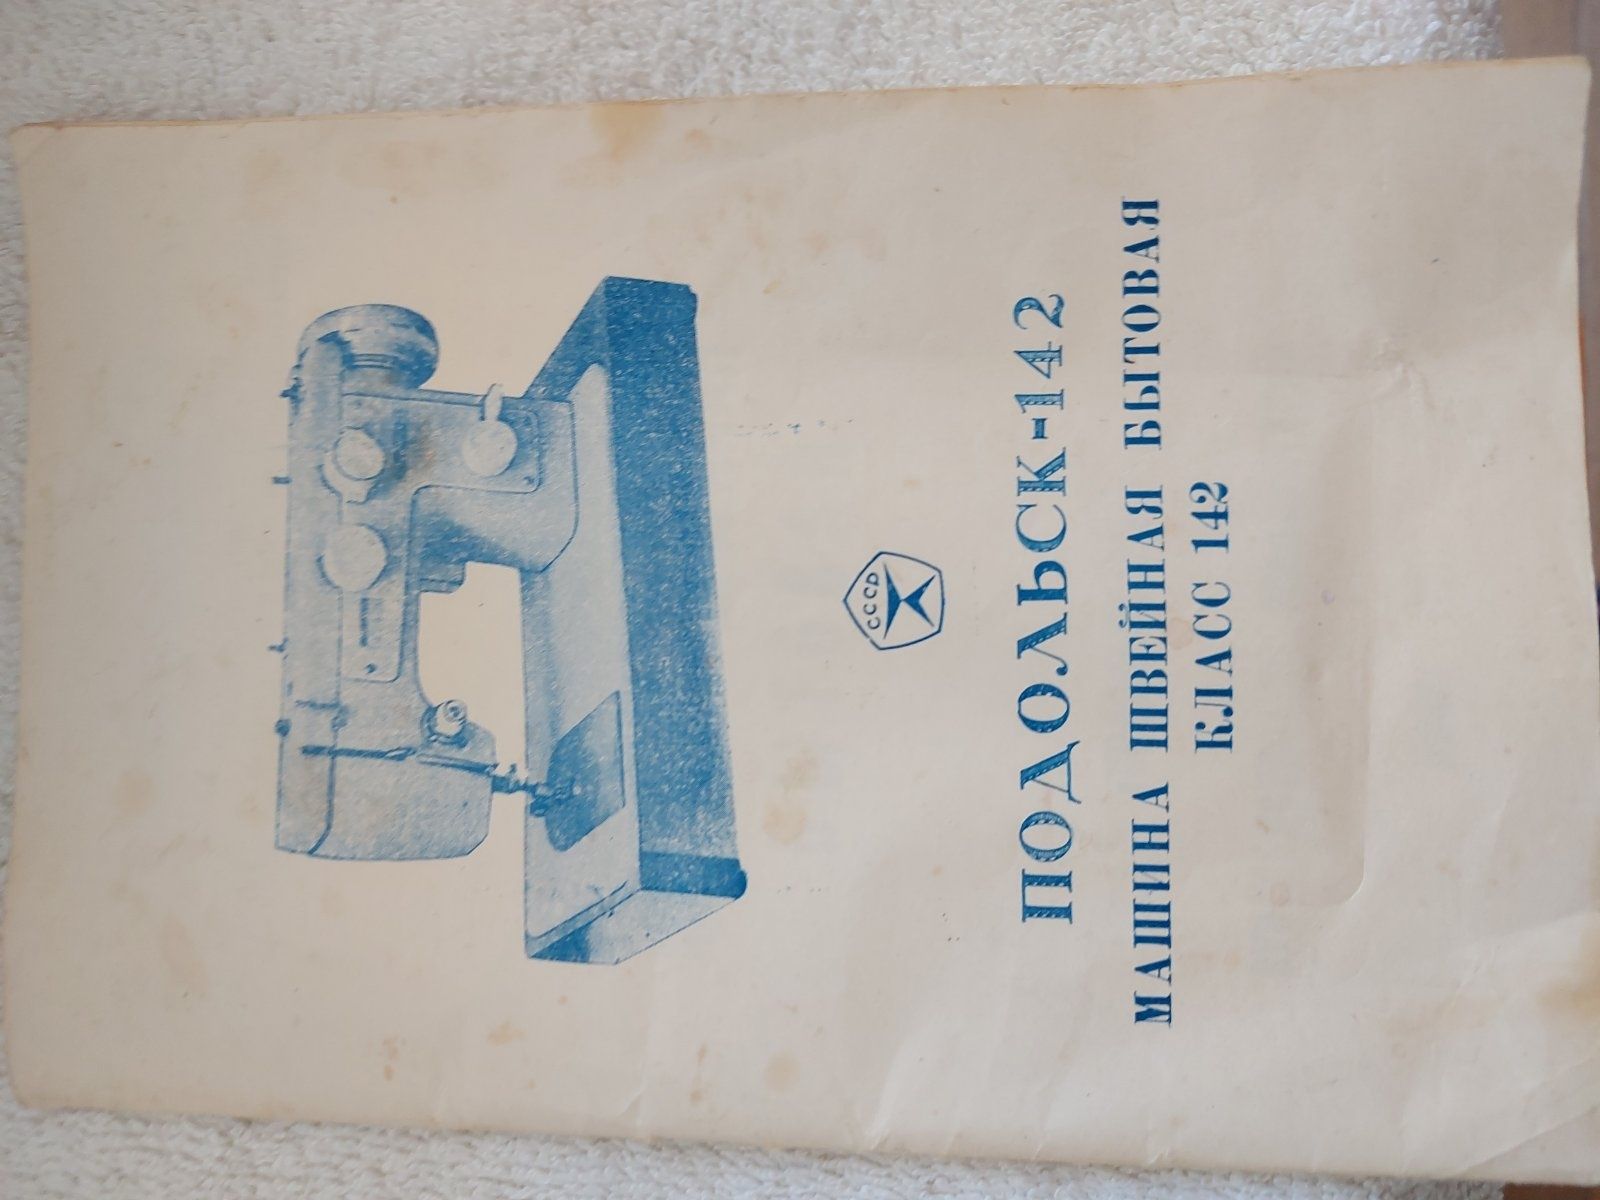 СССР
ПОДОЛЬСК-142
МАШИНА ШВЕЙНАЯ БЫТОВАЯ
КЛАСС 142